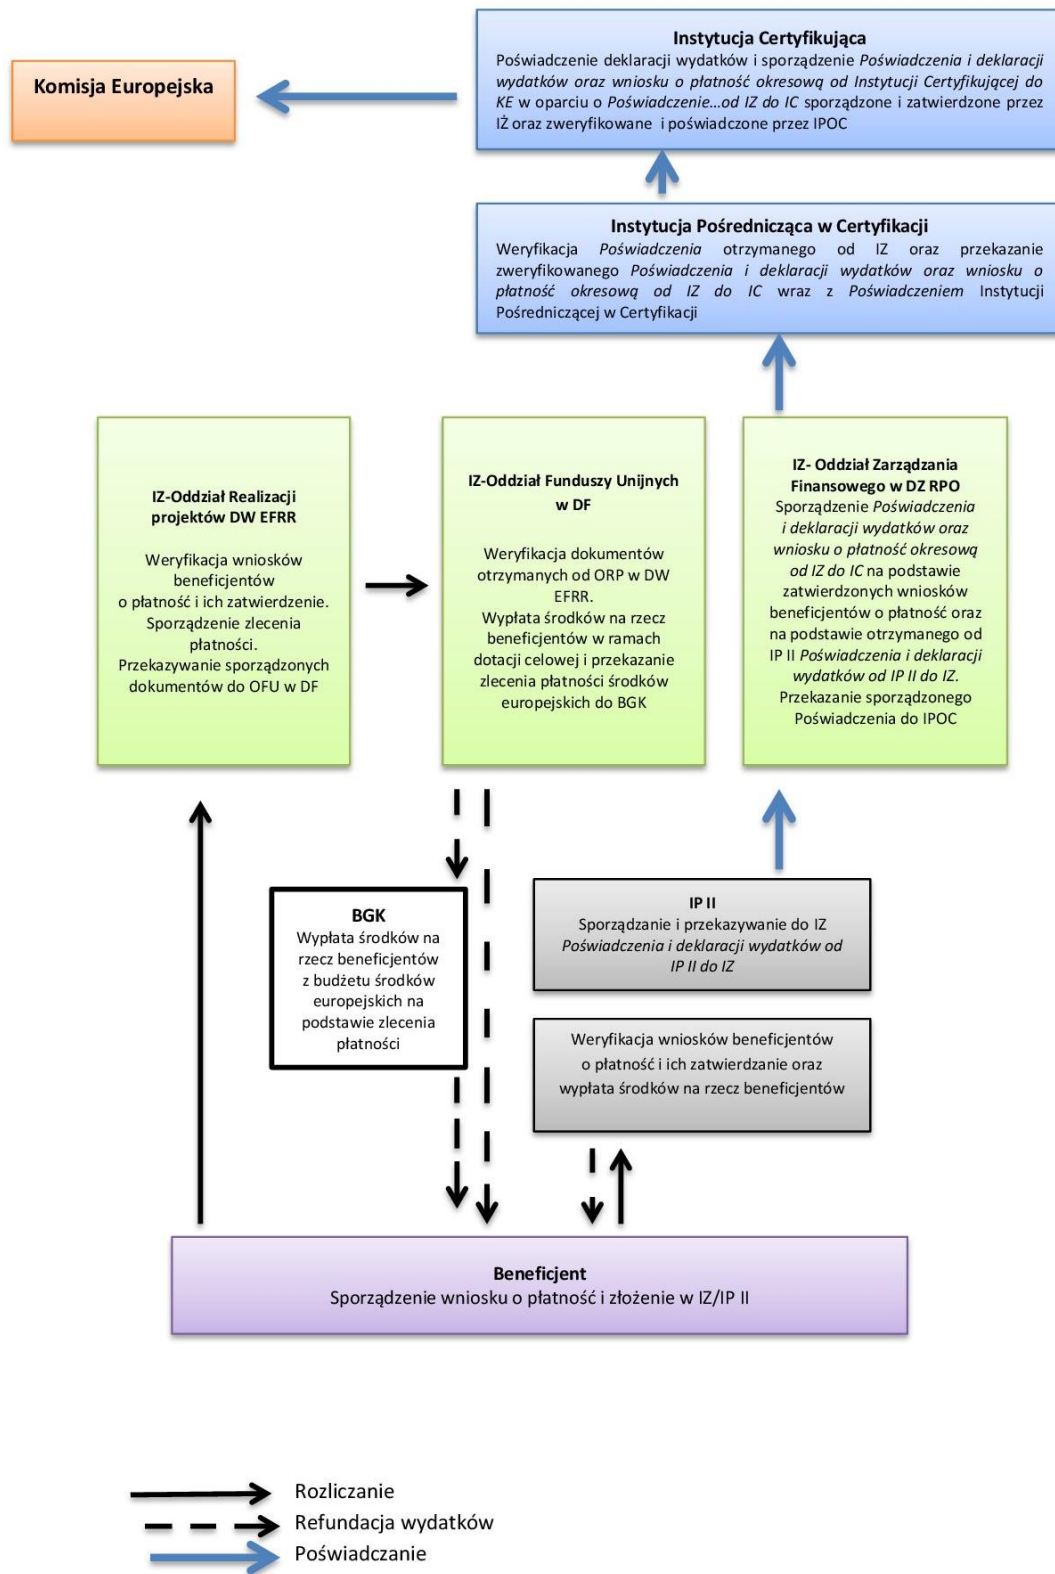 Instytucja Certyfikująca
Poświadczenie deklaracji wydatków i sporządzenie Poświadczenia i deklaracji
wydatków oraz wniosku o płatność okresową od Instytucji Certyfikującej do
KE w oparciu o Poświadczenie...od IZ do IC sporządzone i zatwierdzone przez
IŻ oraz zweryfikowane i poświadczone przez IPOC
Komisja Europejska
Instytucja Pośrednicząca w Certyfikacji
Weryfikacja Poświadczenia otrzymanego od IZ oraz przekazanie
zweryfikowanego Poświadczenia i deklaracji wydatków oraz wniosku o
płatność okresową od IZ do IC wraz z Poświadczeniem Instytucji
Pośredniczącej w Certyfikacji
IZ-Oddział Realizacji
projektów DW EFRR
Weryfikacja wniosków
beneficjentów
o płatność i ich zatwierdzenie.
Sporządzenie zlecenia
płatności.
Przekazywanie sporządzonych
dokumentów do OFU w DF
IZ-Oddział Funduszy Unijnych
w DF
Weryfikacja dokumentów
otrzymanych od ORP w DW
EFRR.
Wypłata środków na rzecz
beneficjentów w ramach
dotacji celowej i przekazanie
zlecenia płatności środków
europejskich do BGK
IZ- Oddział Zarządzania
Finansowego w DZ RPO
Sporządzenie Poświadczenia
i deklaracji wydatków oraz
wniosku o płatność okresową
od IZ do IC na podstawie
zatwierdzonych wniosków
beneficjentów o płatność oraz
na podstawie otrzymanego od
IP II Poświadczenia i deklaracji
wydatków od IP II do IZ.
Przekazanie sporządzonego
Poświadczenia do IPOC
BGK
Wypłata środków na
rzecz beneficjentów
z budżetu środków
europejskich na
podstawie zlecenia
płatności
IP II
Sporządzanie i przekazywanie do IZ
Poświadczenia i deklaracji wydatków od
IP II do IZ
Weryfikacja wniosków beneficjentów
o płatność i ich zatwierdzanie oraz
wypłata środków na rzecz beneficjentów
Beneficjent
Sporządzenie wniosku o płatność i złożenie w IZ/IP II
Rozliczanie
Refundacja wydatków
Poświadczanie